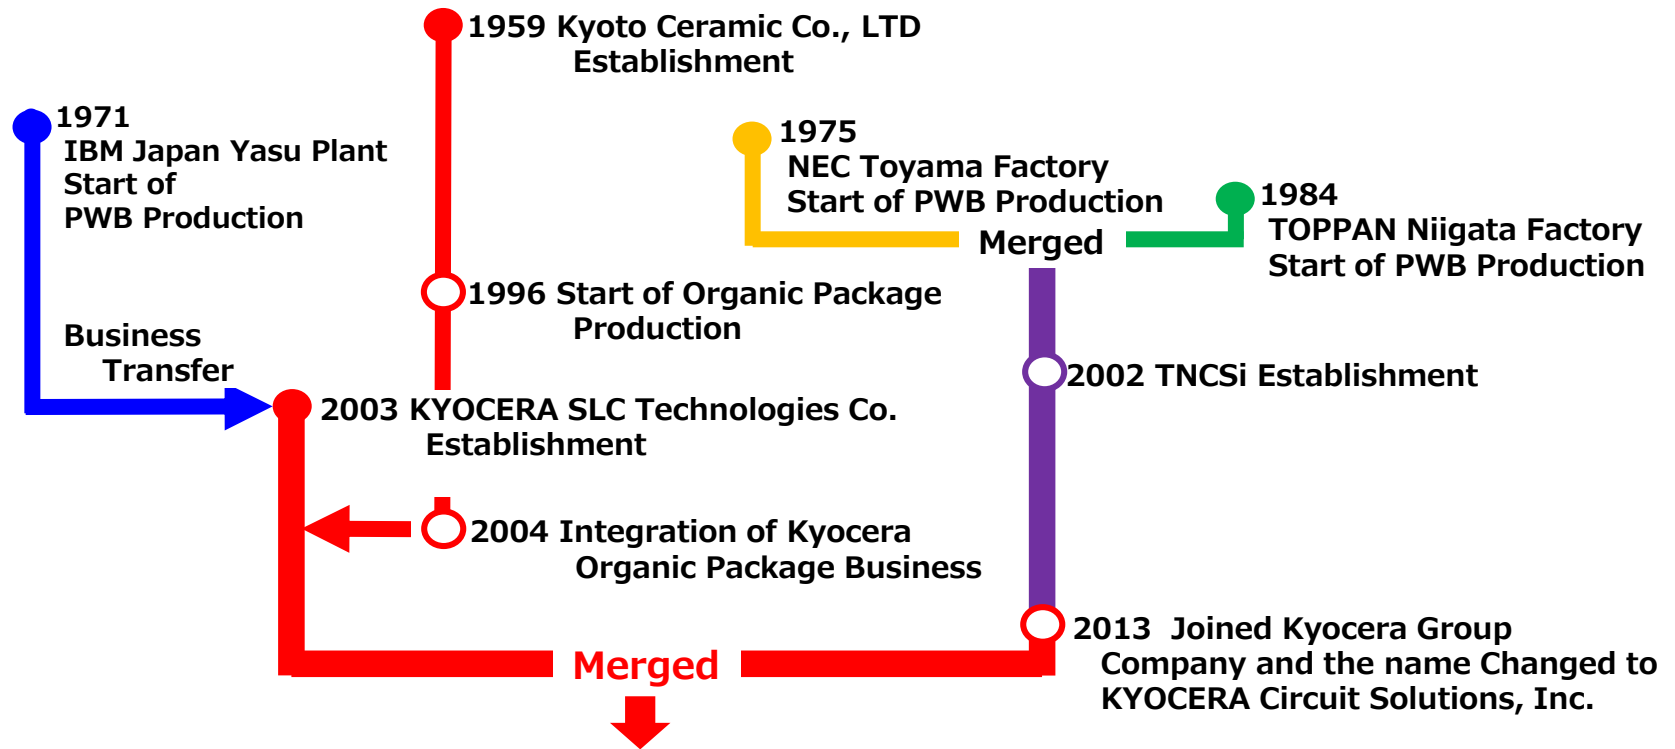 1959 Kyoto Ceramic Co., LTD
Establishment
1971
IBM Japan Yasu Plant
Start of
PWB Production
1975
NEC Toyama Factory
Start of PWB Production
1984
TOPPAN Niigata Factory
Start of PWB Production
Merged
1996 Start of Organic Package
Production
Business
Transfer
2002 TNCSi Establishment
2003 KYOCERA SLC Technologies Co.
Establishment
2004 Integration of Kyocera
Organic Package Business
2013 Joined Kyocera Group
Company and the name Changed to
KYOCERA Circuit Solutions, Inc.
Merged